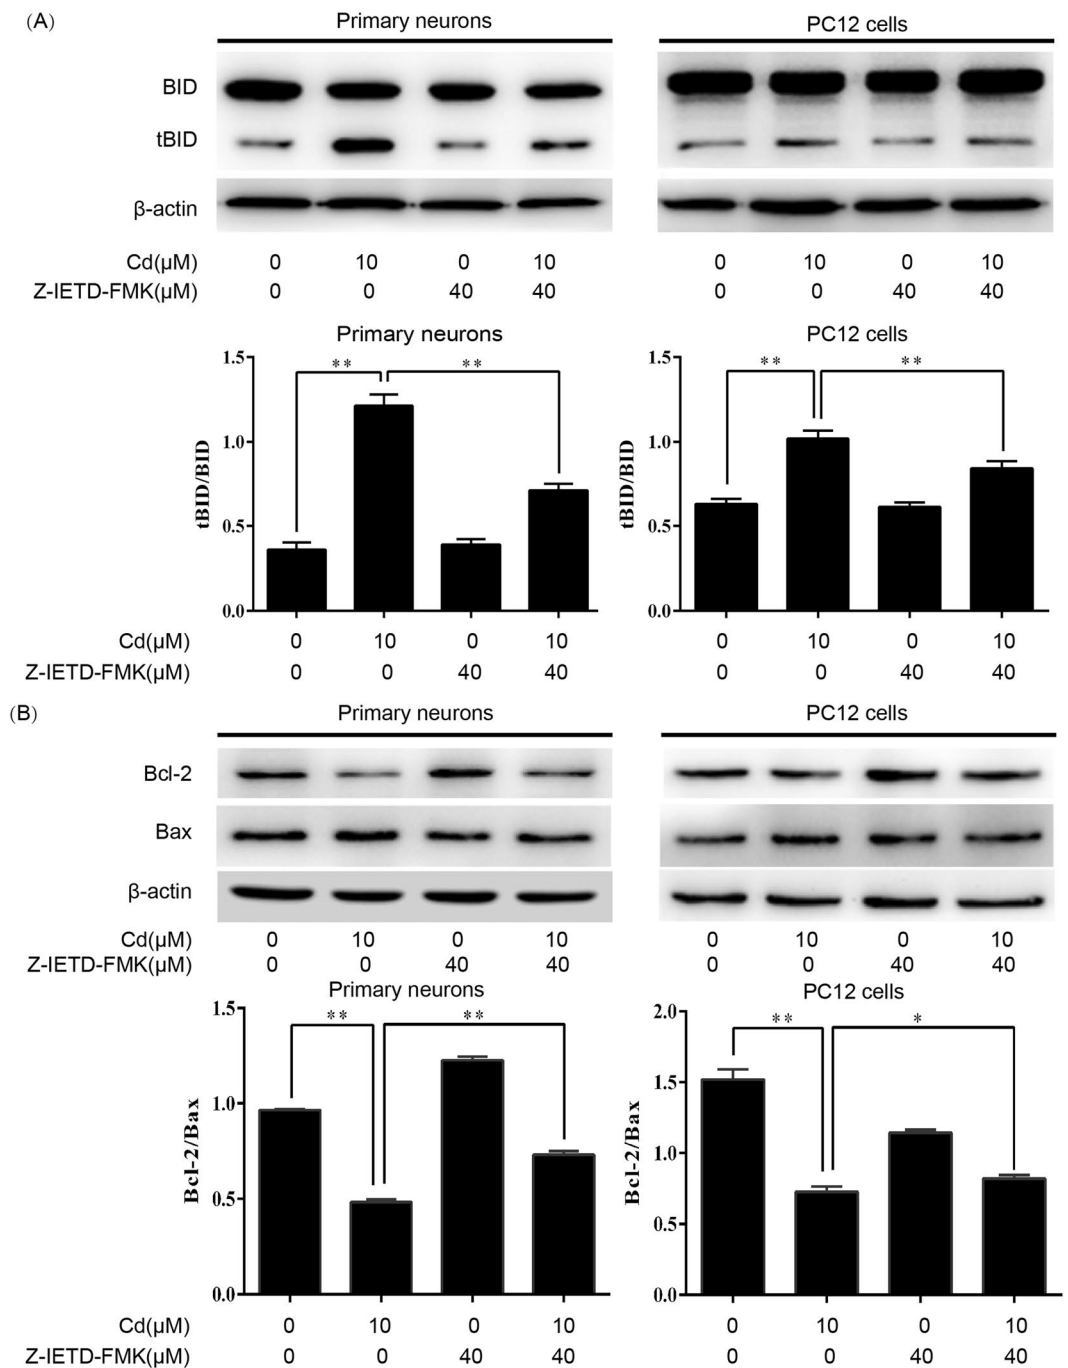 (A)
Primary neurons
PC12 cells
BID
tBID
β-actin
Cd(μM) 0 10 0 10 0 10 0 10
Z-IETD-FMK(μM) 0 0 40 40 0 0 40 40
Primary neurons
PC12 cells
1.5
1.0
0.5
0.0
tBID/BID
** **
1.5
1.0
0.5
0.0
tBID/BID
** **
Cd(μM) 0 10 0 10 0 10 0 10
Z-IETD-FMK(μM) 0 0 40 40 0 0 40 40
(B)
Primary neurons
PC12 cells
Bcl-2
Bax
β-actin
Cd(μM) 0 10 0 10 0 10 0 10
Z-IETD-FMK(μM) 0 0 40 40 0 0 40 40
Primary neurons
PC12 cells
1.5
1.0
0.5
0.0
Bcl-2/Bax
** **
2.0
1.5
1.0
0.5
0.0
Bcl-2/Bax
** *
Cd(μM) 0 10 0 10 0 10 0 10
Z-IETD-FMK(μM) 0 0 40 40 0 0 40 40